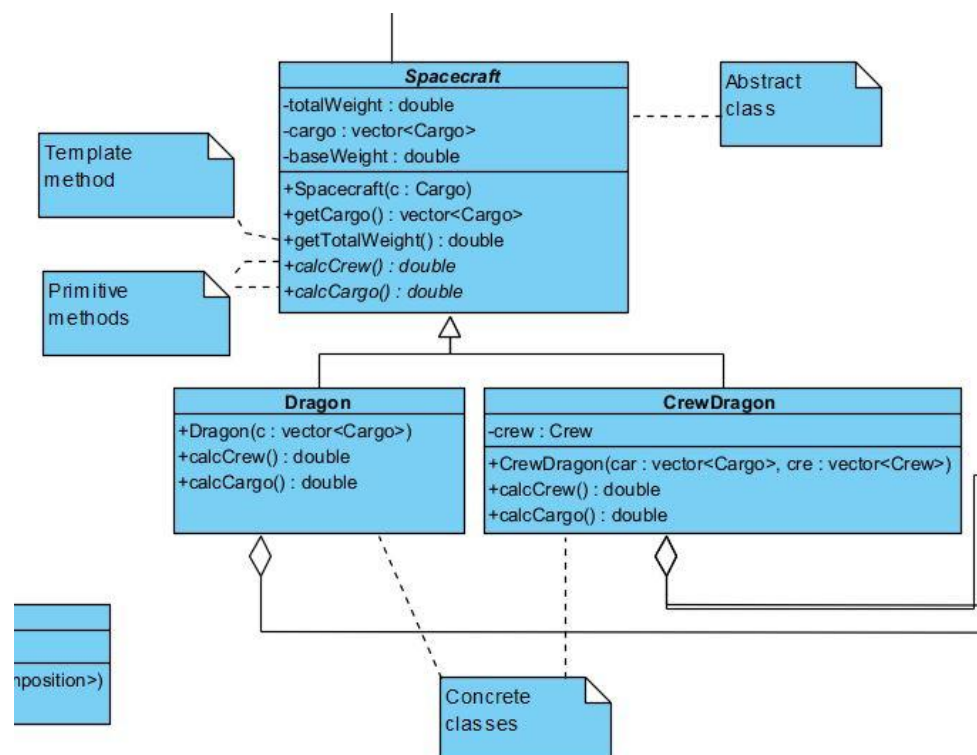 Spacecraft
-totalWeight : double
-cargo : vector<Cargo>
-baseWeight : double
+Spacecraft(c : Cargo)
+getCargo() : vector<Cargo>
+getTotalWeight() : double
+calcCrew() : double
+calcCargo() : double
Abstract
class
Template
method
Primitive
methods
Dragon
+Dragon(c : vector<Cargo>)
+calcCrew() : double
+calcCargo() : double
CrewDragon
-crew : Crew
+CrewDragon(car : vector<Cargo>, cre : vector<Crew>)
+calcCrew() : double
+calcCargo() : double
nposition>)
Concrete
classes